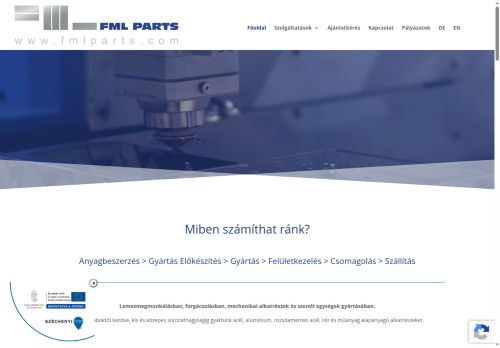 FML PARTS
www.fmlparts.com
Főoldal Szolgáltatások Ajánlatkérés Kapcsolat Pályázatok DE EN
Miben számíthat ránk?
Anyagbeszerzés > Gyártás Előkészítés > Gyártás > Felületkezelés > Csomagolás > Szállítás
Lemezmegmunkálásban, forgácsolásban, mechanikai alkatrészek és szerelt egységek gyártásában.
kezdve, kis és közepes sorozatnagyságig gyártunk acél, alumínium, rozsdamentes acél, réz és műanyag alapanyagú alkatrészeket.
SZÉCHENYI